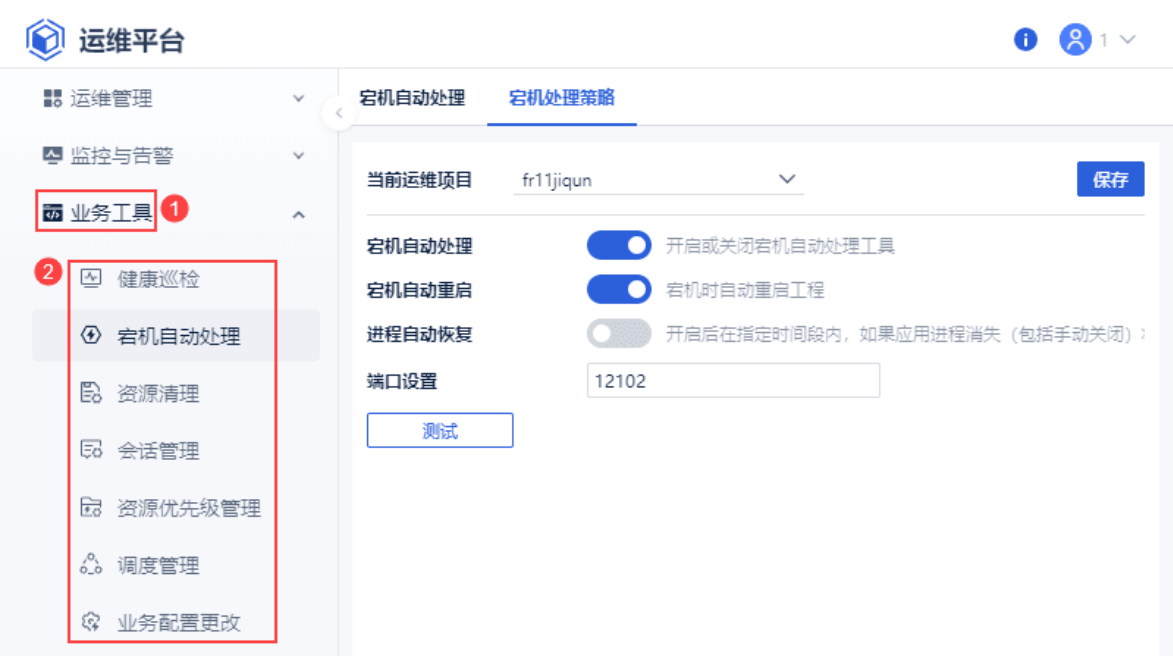 运维平台
1
运维管理
监控与告警
业务工具
1
2
健康巡检
宕机自动处理
资源清理
会话管理
资源优先级管理
调度管理
业务配置更改
宕机自动处理
宕机处理策略
当前运维项目
fr11jiqun
保存
宕机自动处理
开启或关闭宕机自动处理工具
宕机自动重启
宕机时自动重启工程
进程自动恢复
开启后在指定时间段内，如果应用进程消失（包括手动关闭）
端口设置
12102
测试